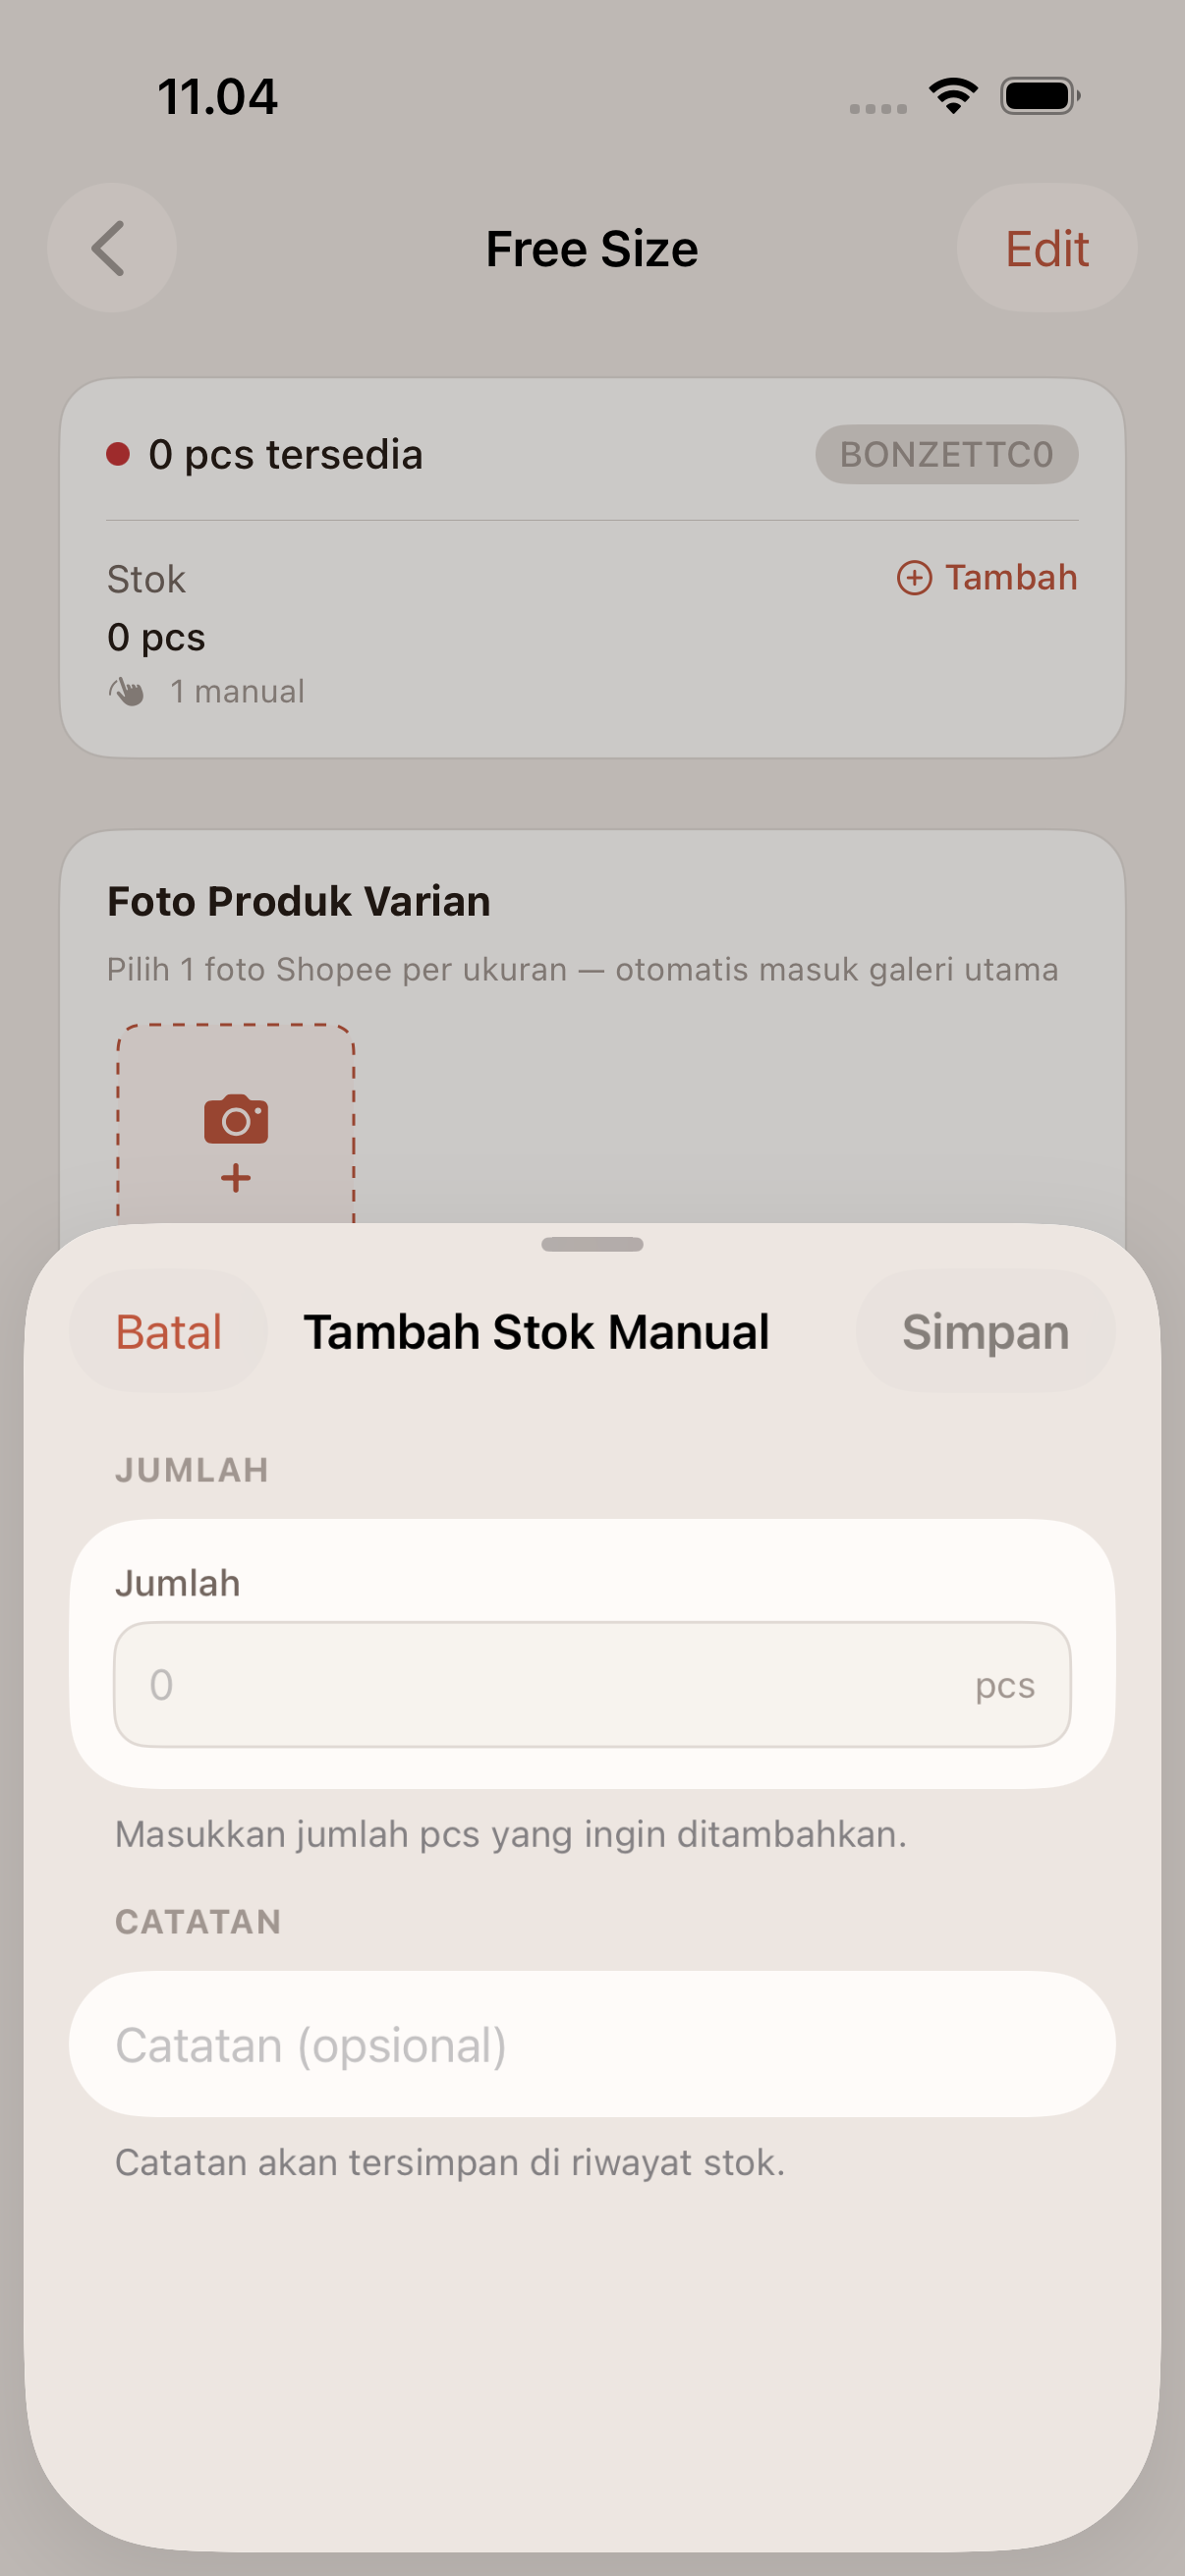 11.04
Free Size
Edit
0 pcs tersedia
BONZETTC0
Stok
Tambah
0 pcs
1 manual
Foto Produk Varian
Pilih 1 foto Shopee per ukuran — otomatis masuk galeri utama
Batal
Tambah Stok Manual
Simpan
JUMLAH
Jumlah
0 pcs
Masukkan jumlah pcs yang ingin ditambahkan.
CATATAN
Catatan (opsional)
Catatan akan tersimpan di riwayat stok.